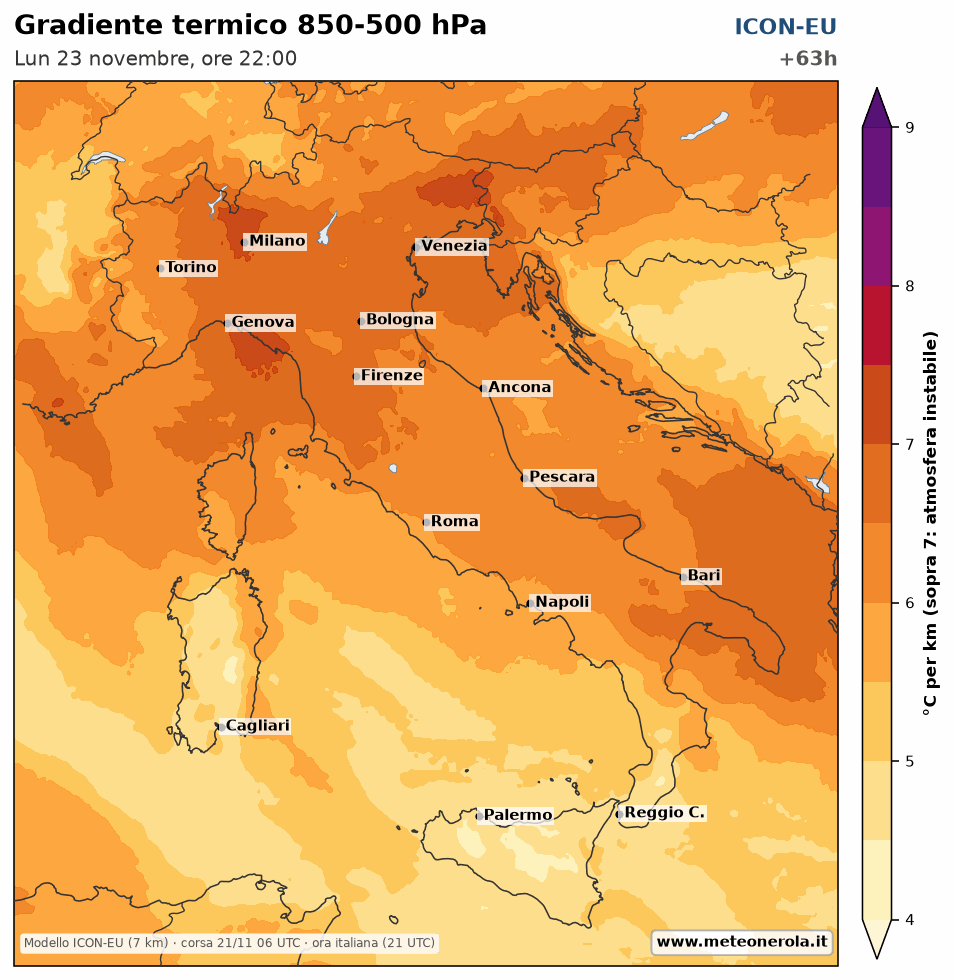 Gradiente termico 850-500 hPa
ICON-EU
Lun 23 novembre, ore 22:00
+63h
9
8
7
6
5
4
°C per km (sopra 7: atmosfera instabile)
Milano
Venezia
Torino
Genova
Bologna
Firenze
Ancona
Pescara
Roma
Bari
Napoli
Cagliari
Palermo
Reggio C.
Modello ICON-EU (7 km) · corsa 21/11 06 UTC · ora italiana (21 UTC)
www.meteonerola.it